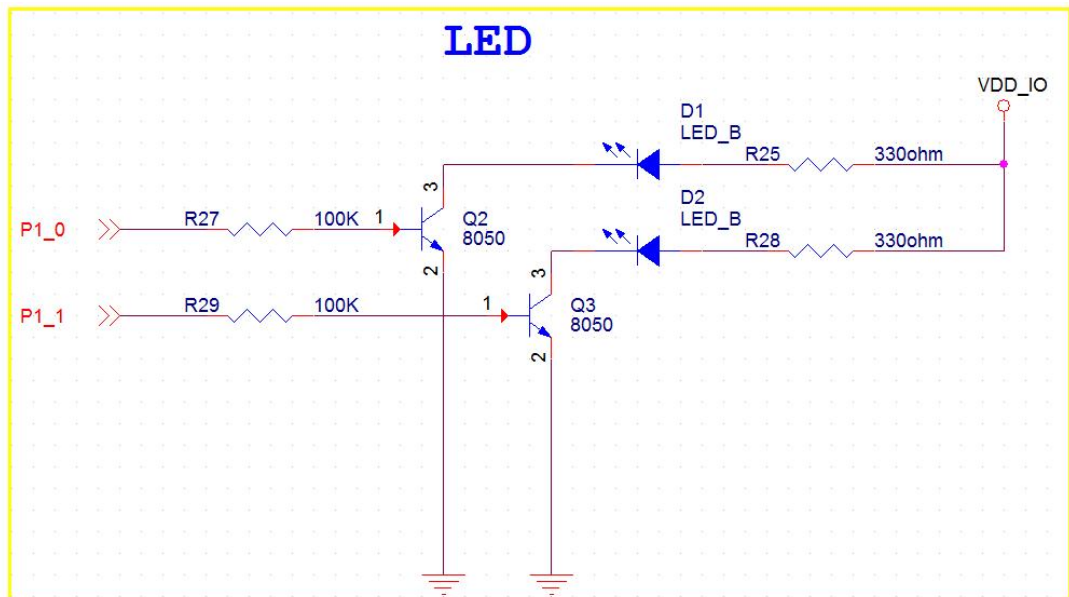 LED
VDD_IO
D1
LED_B
R25 330ohm
3
D2
LED_B
P1_0 R27 100K 1 Q2
8050
R28 330ohm
2
3
P1_1 R29 100K 1 Q3
8050
2